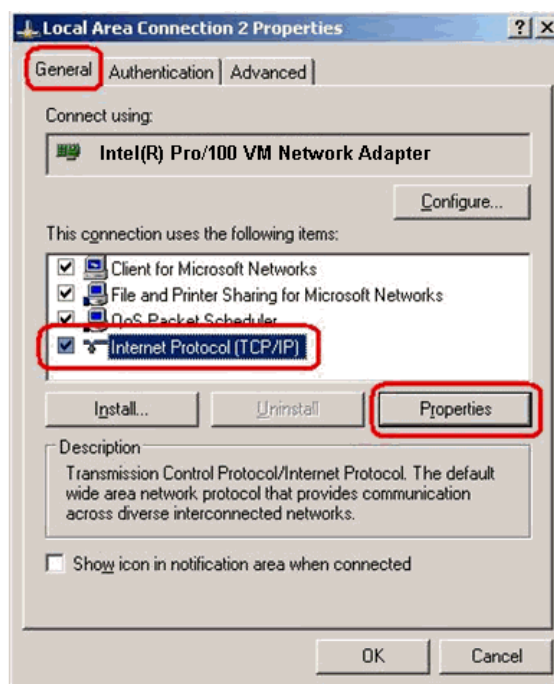 Local Area Connection 2 Properties
General Authentication Advanced
Connect using:
Intel(R) Pro/100 VM Network Adapter
Configure...
This connection uses the following items:
Client for Microsoft Networks
File and Printer Sharing for Microsoft Networks
QoS Packet Scheduler
Internet Protocol (TCP/IP)
Install... Uninstall Properties
Description
Transmission Control Protocol/Internet Protocol. The default
wide area network protocol that provides communication
across diverse interconnected networks.
Show icon in notification area when connected
OK Cancel